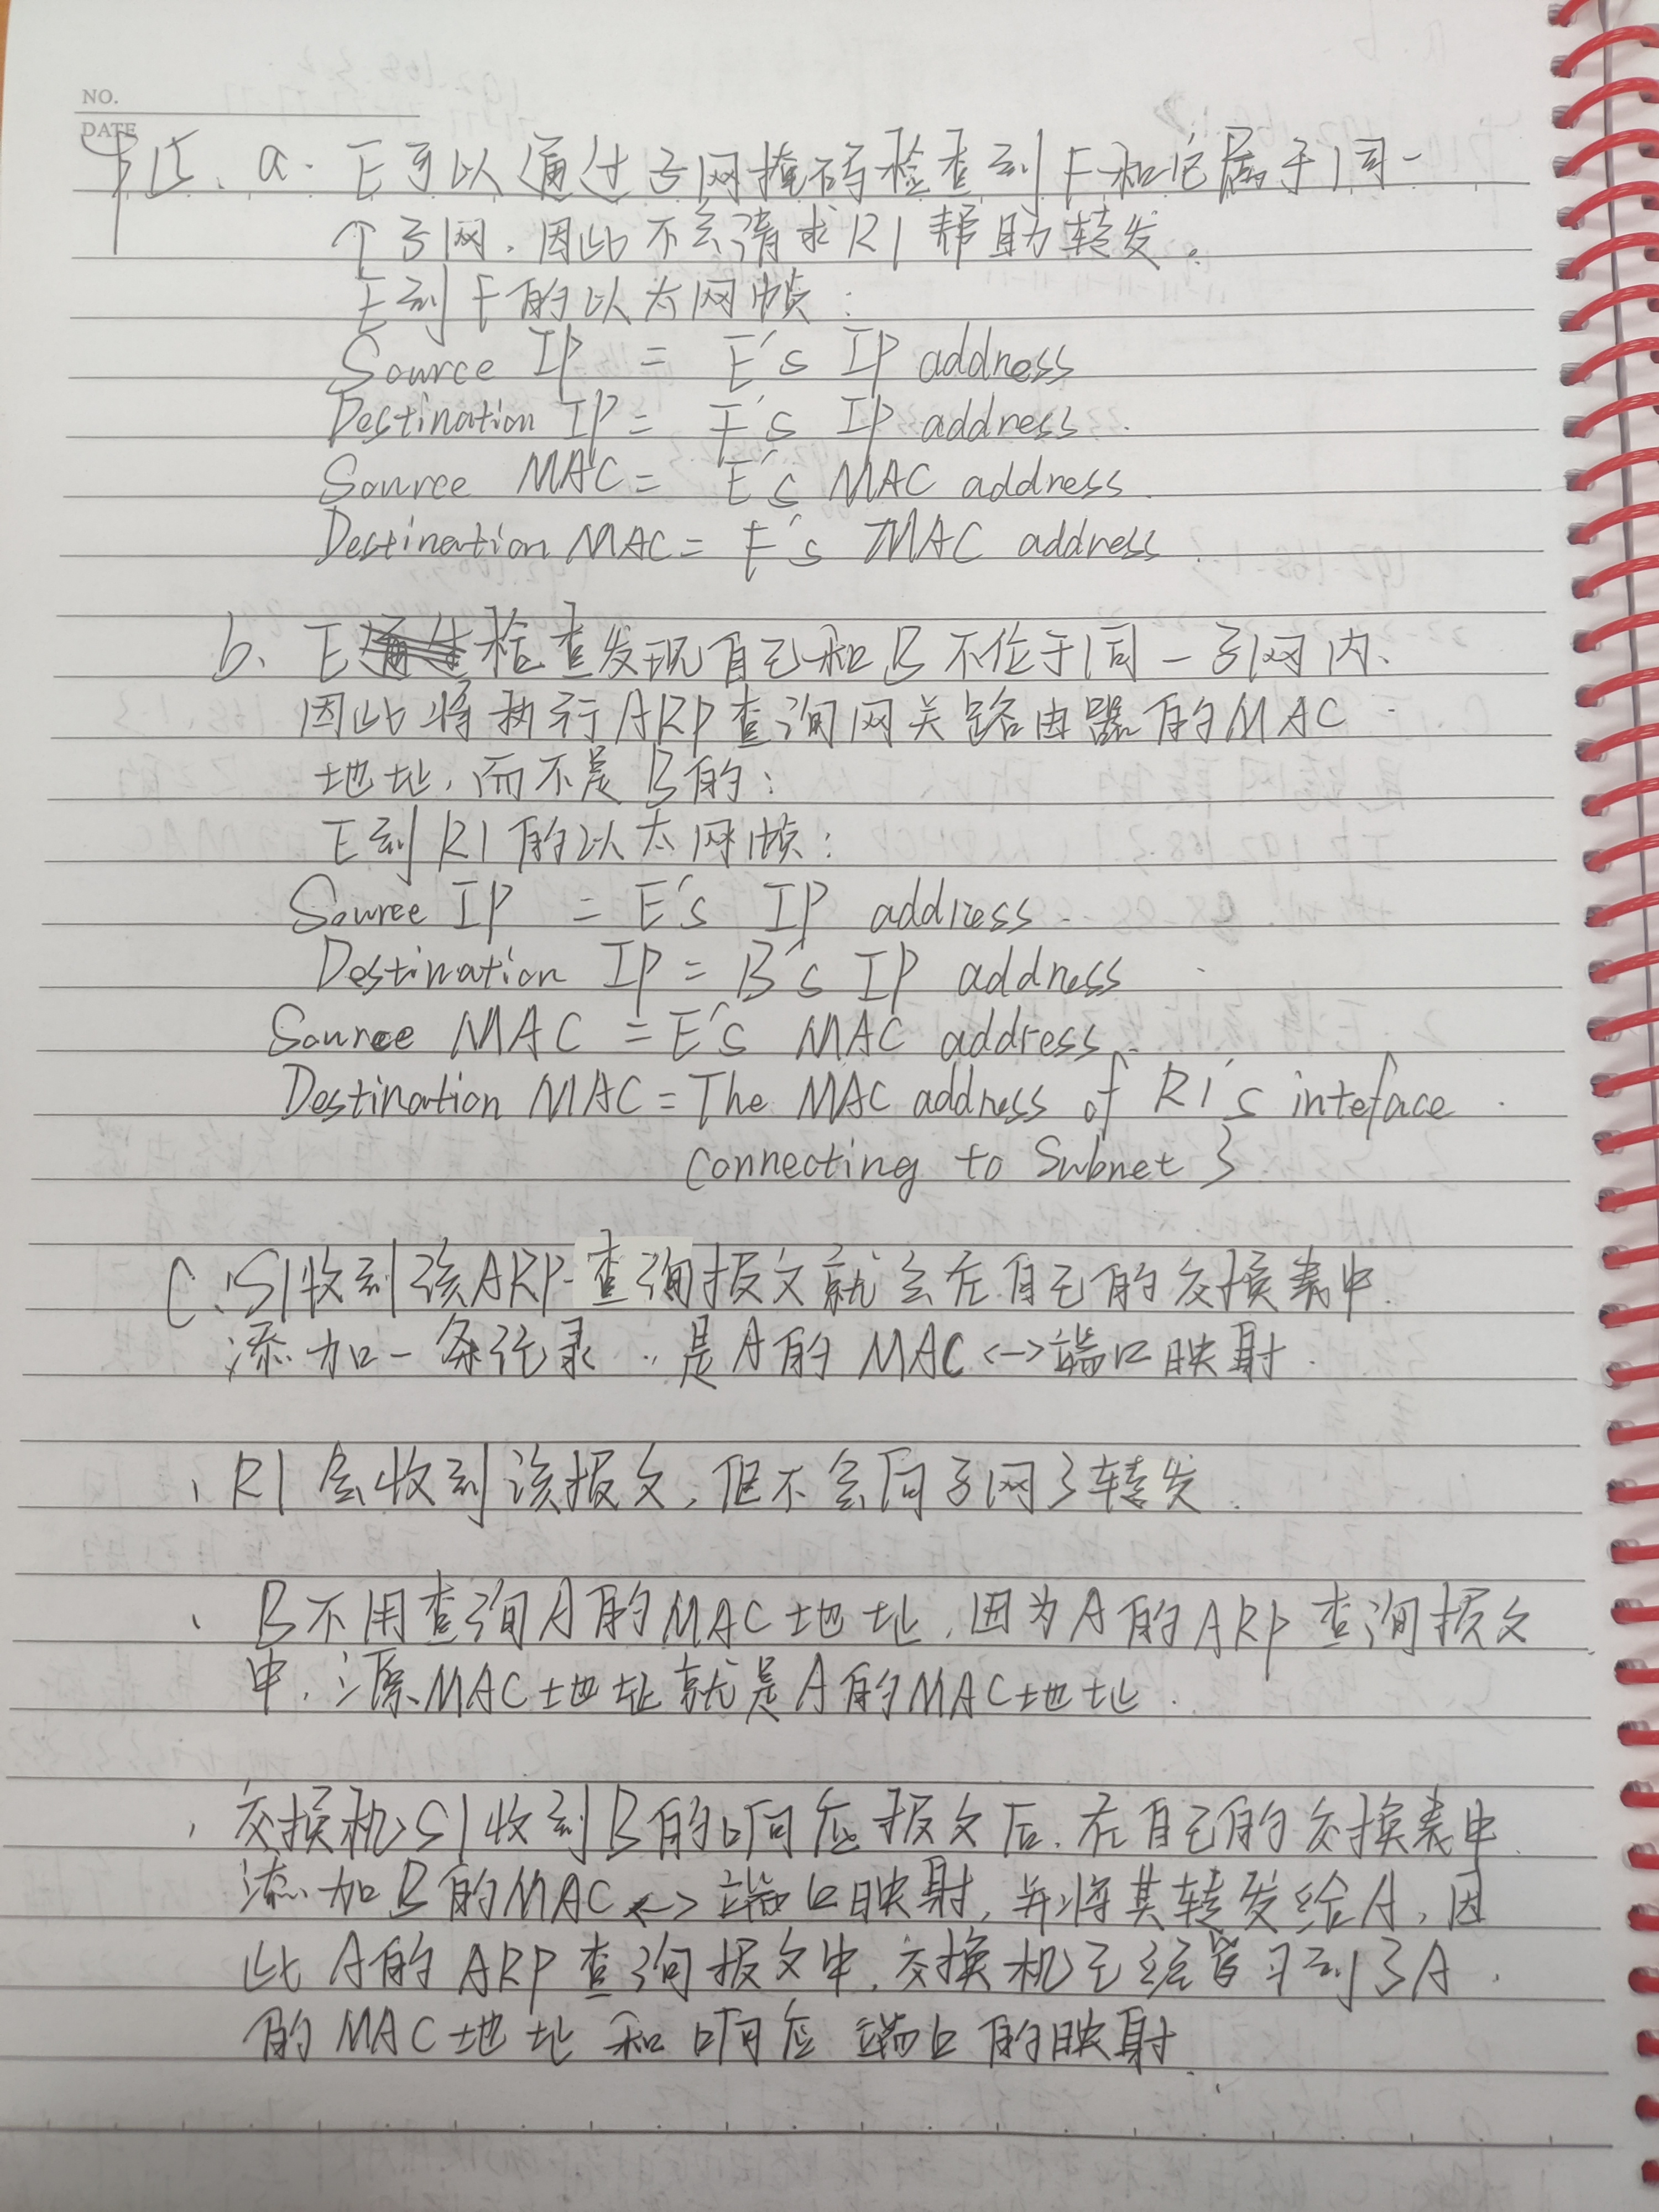 NO.
DATE
P15. a. E可以通过子网掩码检查到F和它属于同一
个子网,因此不会请求R1帮助转发。
E到F的以太网帧:
Source IP = E's IP address
Destination IP = F's IP address.
Source MAC = E's MAC address.
Destination MAC = F's MAC address.
b. E检查发现自己和B不位于同一子网内、
因此将执行ARP查询网关路由器的MAC
地址,而不是B的:
E到R1的以太网帧:
Source IP = E's IP address.
Destination IP = B's IP address
Source MAC = E's MAC address.
Destination MAC = The MAC address of R1's inteface
connecting to Subnet 3
C. S1收到该ARP查询报文就会在自己的交换表中
添加一条记录..是A的MAC<->端口映射.
、R1会收到该报文,但不会向子网3转发.
、B不用查询A的MAC地址,因为A的ARP查询报文
中,源MAC地址就是A的MAC地址.
、交换机S1收到B的响应报文后,在自己的交换表中
添加B的MAC<->端口映射,并将其转发给A,因
此A的ARP查询报文中,交换机已经学习到了A
的MAC地址和响应端口的映射.